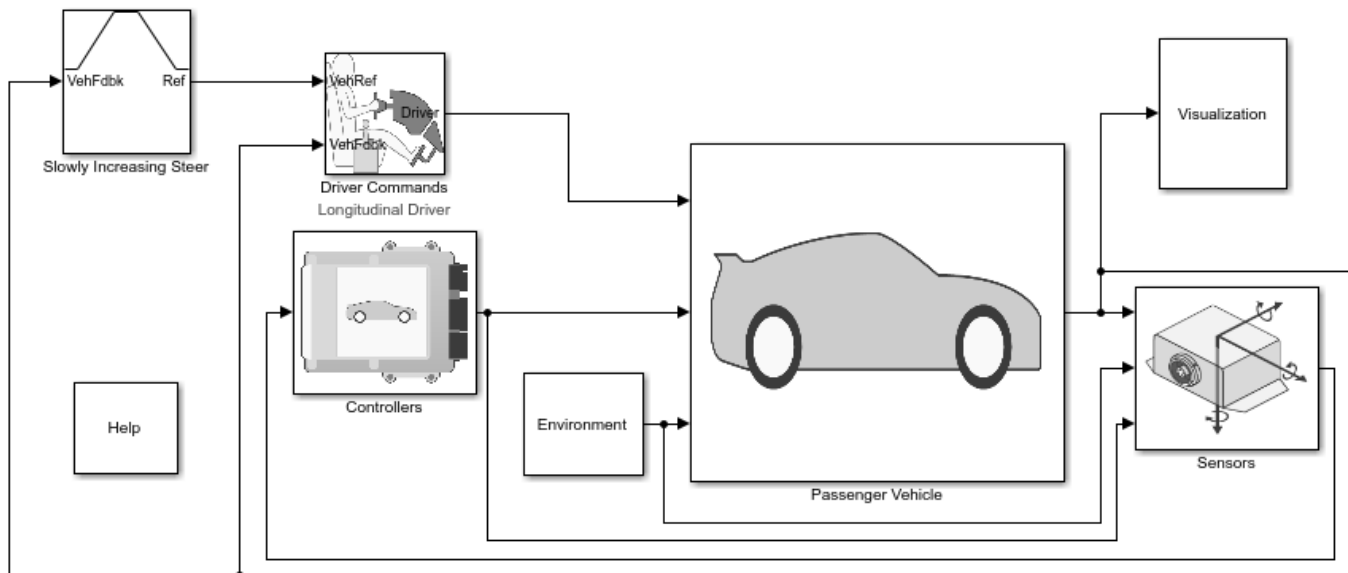 VehFdbk
Ref
Slowly Increasing Steer
VehRef
Driver
VehFdbk
Driver Commands
Longitudinal Driver
Visualization
Controllers
Help
Environment
Passenger Vehicle
Sensors